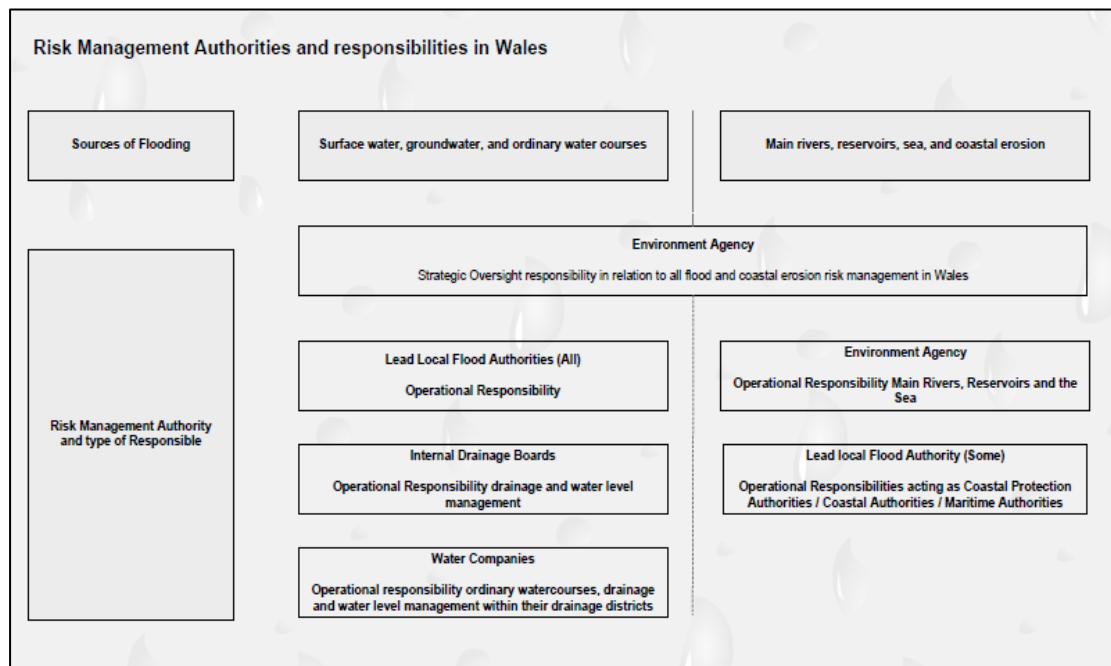 Risk Management Authorities and responsibilities in Wales
Sources of Flooding
Surface water, groundwater, and ordinary water courses
Main rivers, reservoirs, sea, and coastal erosion
Environment Agency
Strategic Oversight responsibility in relation to all flood and coastal erosion risk management in Wales
Risk Management Authority
and type of Responsible
Lead Local Flood Authorities (All)
Operational Responsibility
Environment Agency
Operational Responsibility Main Rivers, Reservoirs and the
Sea
Internal Drainage Boards
Operational Responsibility drainage and water level
management
Lead local Flood Authority (Some)
Operational Responsibilities acting as Coastal Protection
Authorities / Coastal Authorities / Maritime Authorities
Water Companies
Operational responsibility ordinary watercourses, drainage
and water level management within their drainage districts